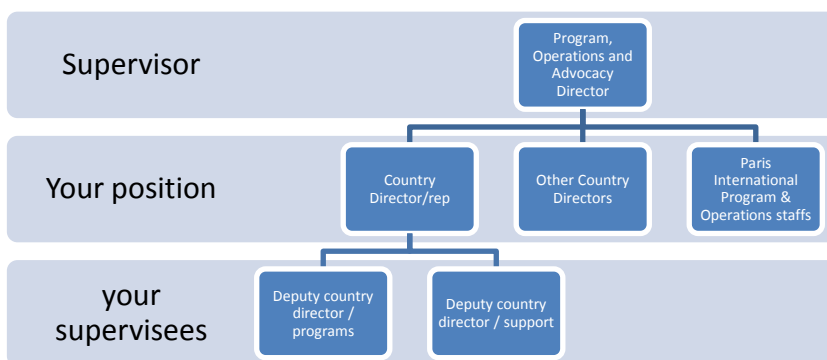 Supervisor
Program,
Operations and
Advocacy
Director
Your position
Country
Director/rep
Other Country
Directors
Paris
International
Program &
Operations staffs
your
supervisees
Deputy country
director /
programs
Deputy country
director / support